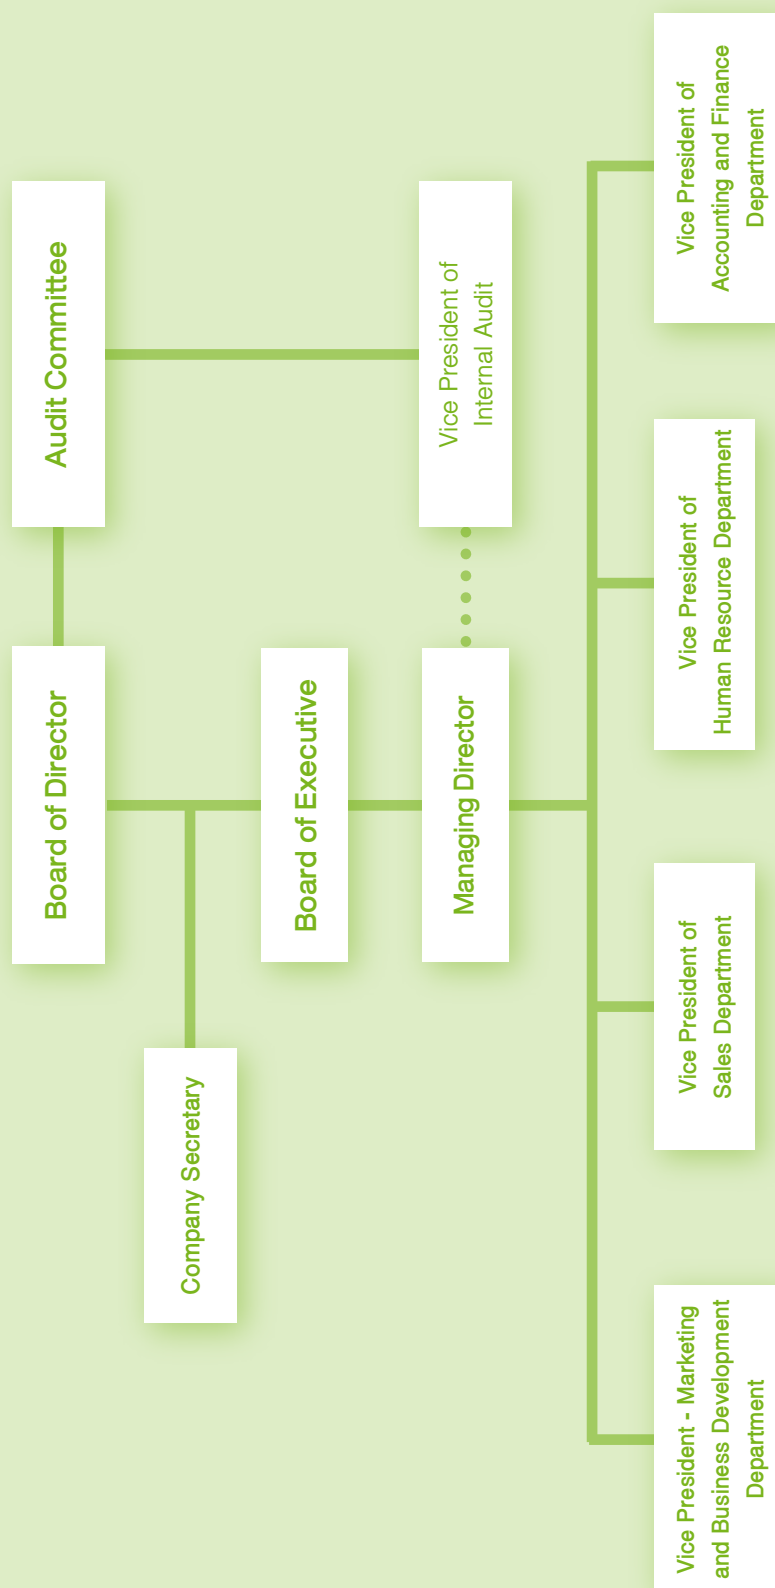 Board of Director
Audit Committee
Company Secretary
Board of Executive
Managing Director
Vice President of
Internal Audit
Vice President - Marketing
and Business Development
Department
Vice President of
Sales Department
Vice President of
Human Resource Department
Vice President of
Accounting and Finance
Department